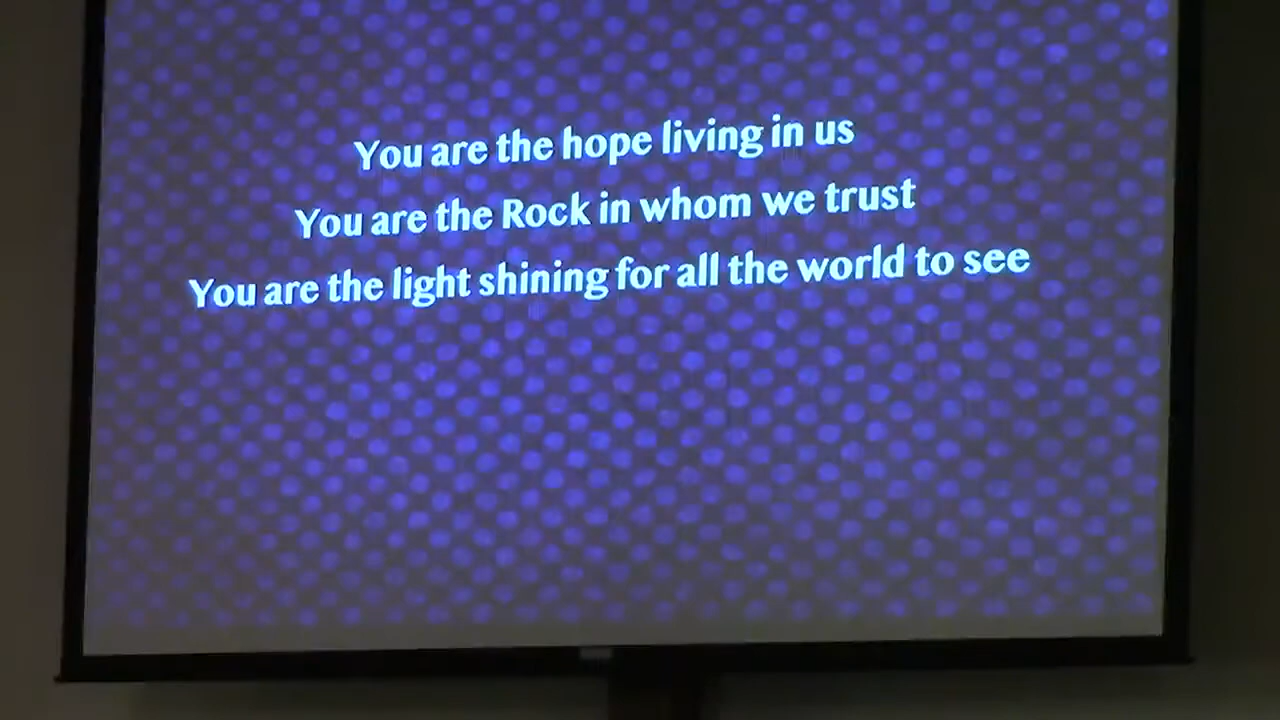 You are the hope living in us
You are the Rock in whom we trust
You are the light shining for all the world to see